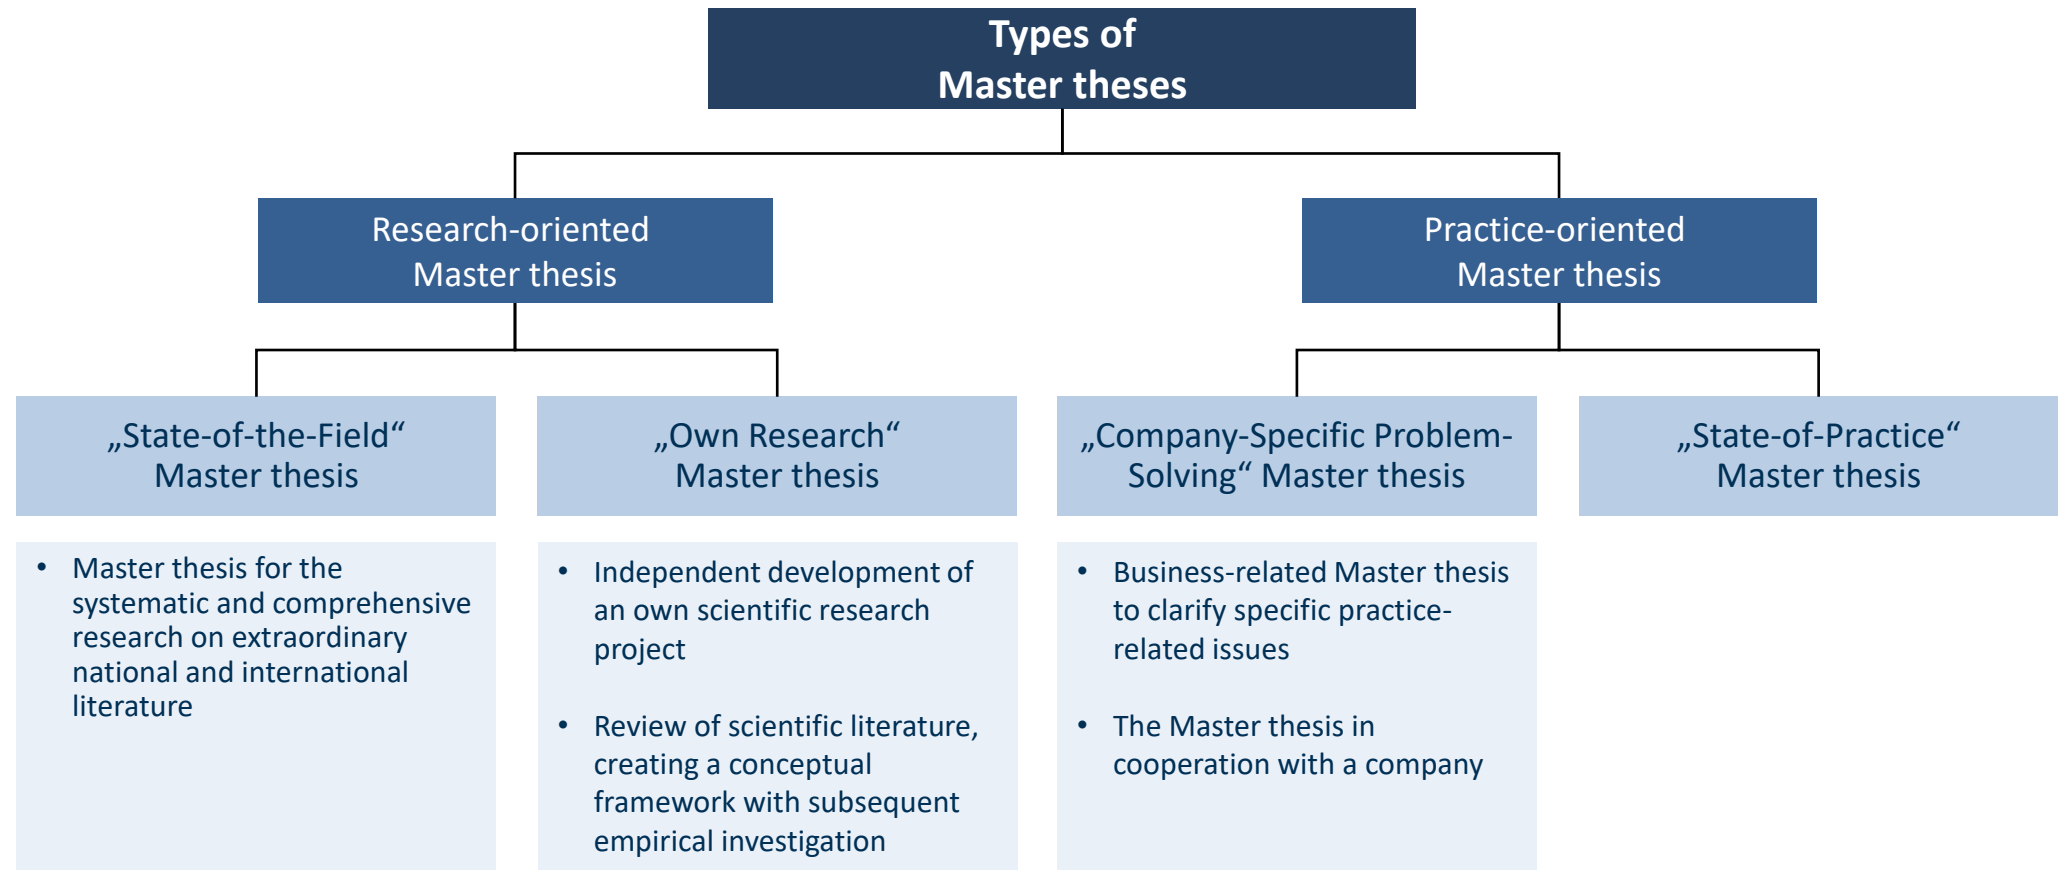 Types of
Master theses
Research-oriented
Master thesis
Practice-oriented
Master thesis
„State-of-the-Field“
Master thesis
„Own Research“
Master thesis
„Company-Specific Problem-
Solving“ Master thesis
„State-of-Practice“
Master thesis
• Master thesis for the
systematic and comprehensive
research on extraordinary
national and international
literature
• Independent development of
an own scientific research
project
• Review of scientific literature,
creating a conceptual
framework with subsequent
empirical investigation
• Business-related Master thesis
to clarify specific practice-
related issues
• The Master thesis in
cooperation with a company